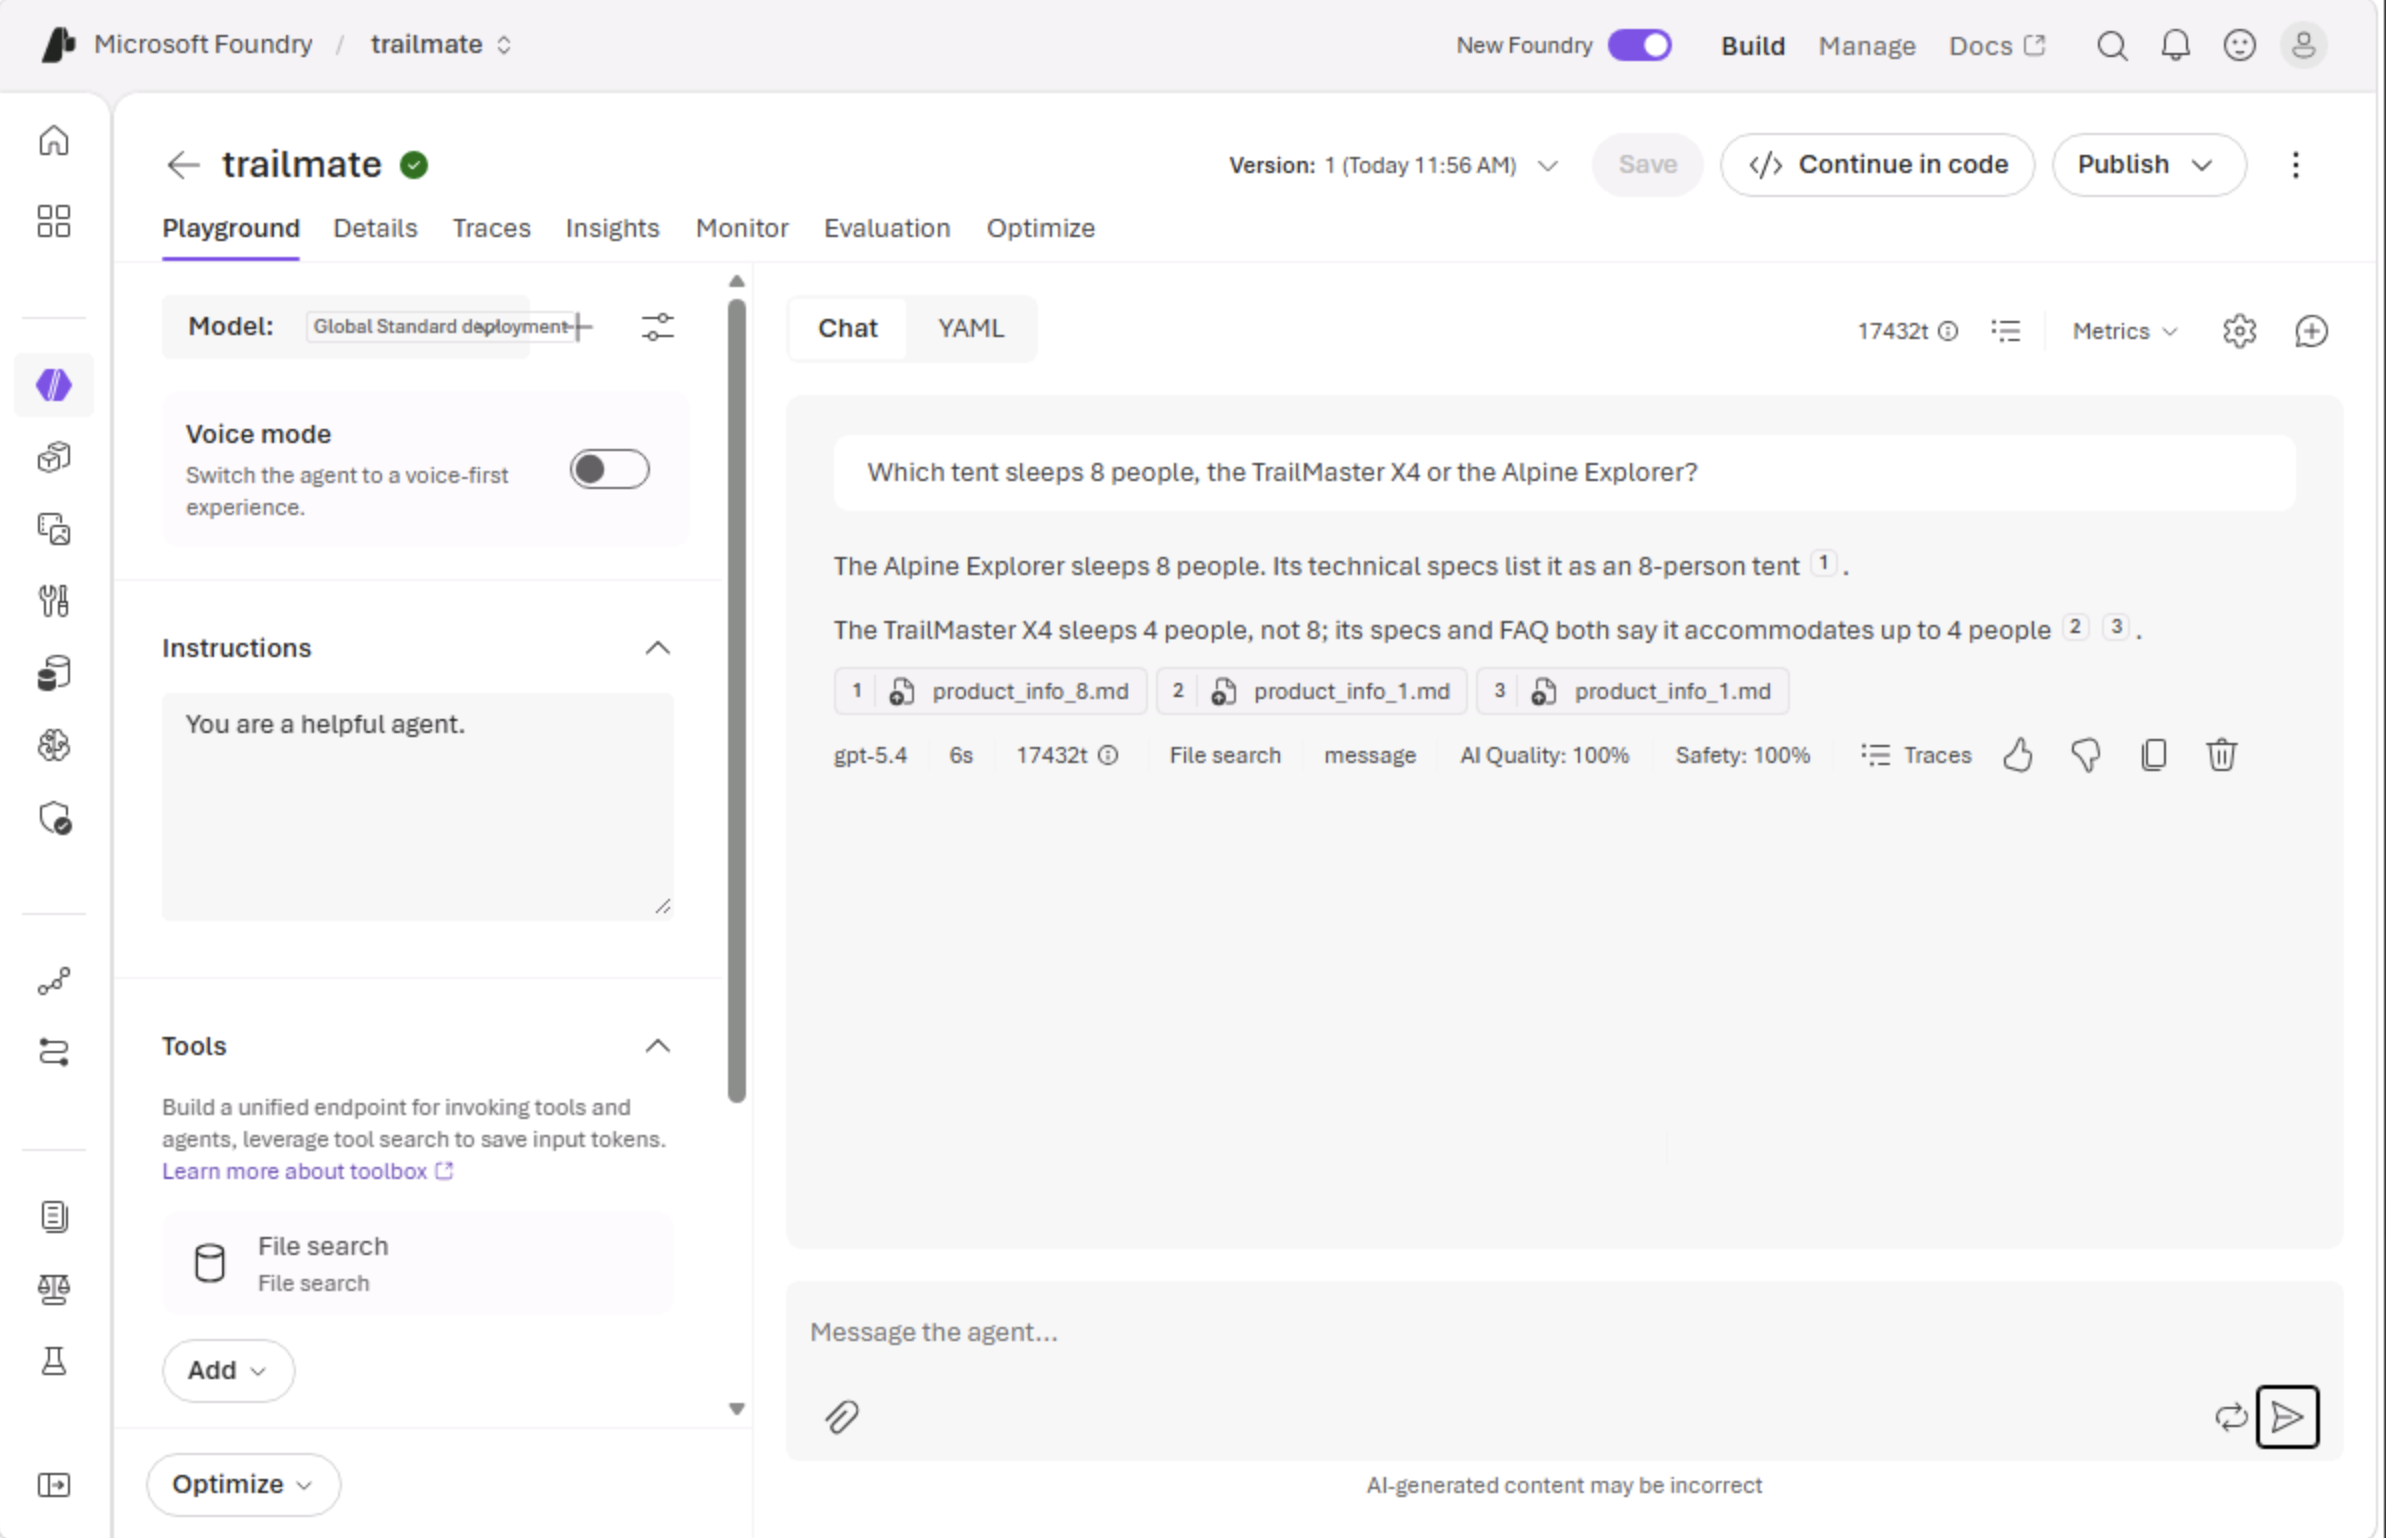 Microsoft Foundry / trailmate
New Foundry Build Manage Docs
trailmate
Version: 1 (Today 11:56 AM) Save Continue in code Publish
Playground Details Traces Insights Monitor Evaluation Optimize
Model: Global Standard deployment
Voice mode
Switch the agent to a voice-first
experience.
Instructions
You are a helpful agent.
Tools
Build a unified endpoint for invoking tools and
agents, leverage tool search to save input tokens.
Learn more about toolbox
File search
File search
Add
Optimize
Chat YAML 17432t Metrics
Which tent sleeps 8 people, the TrailMaster X4 or the Alpine Explorer?
The Alpine Explorer sleeps 8 people. Its technical specs list it as an 8-person tent 1 .
The TrailMaster X4 sleeps 4 people, not 8; its specs and FAQ both say it accommodates up to 4 people 2 3 .
1 product_info_8.md 2 product_info_1.md 3 product_info_1.md
gpt-5.4 6s 17432t File search message AI Quality: 100% Safety: 100% Traces
Message the agent...
AI-generated content may be incorrect